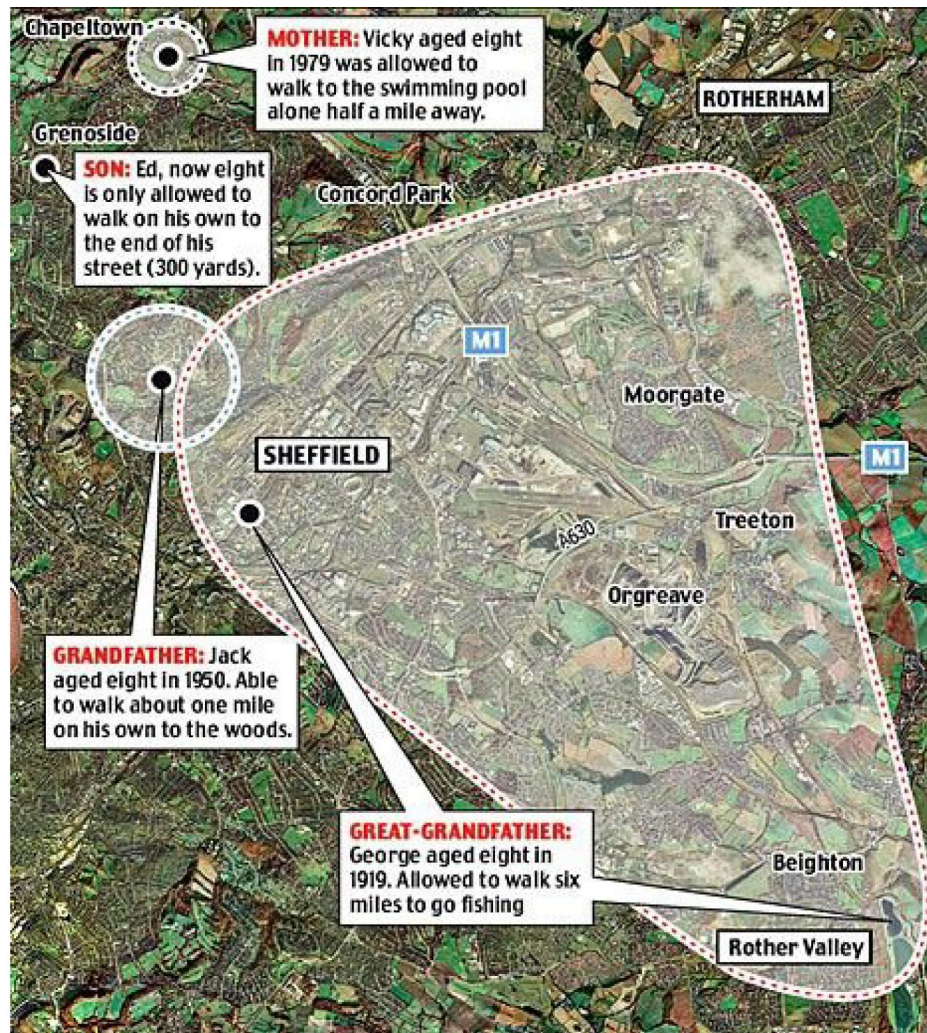 Chapeltown
MOTHER: Vicky aged eight
in 1979 was allowed to
walk to the swimming pool
alone half a mile away.
ROTHERHAM
Grenoside
SON: Ed, now eight
is only allowed to
walk on his own to
the end of his
street (300 yards).
Concord Park
M1
Moorgate
SHEFFIELD
M1
Treeton
A630
Orgreave
GRANDFATHER: Jack
aged eight in 1950. Able
to walk about one mile
on his own to the woods.
GREAT-GRANDFATHER:
George aged eight in
1919. Allowed to walk six
miles to go fishing
Beighton
Rother Valley